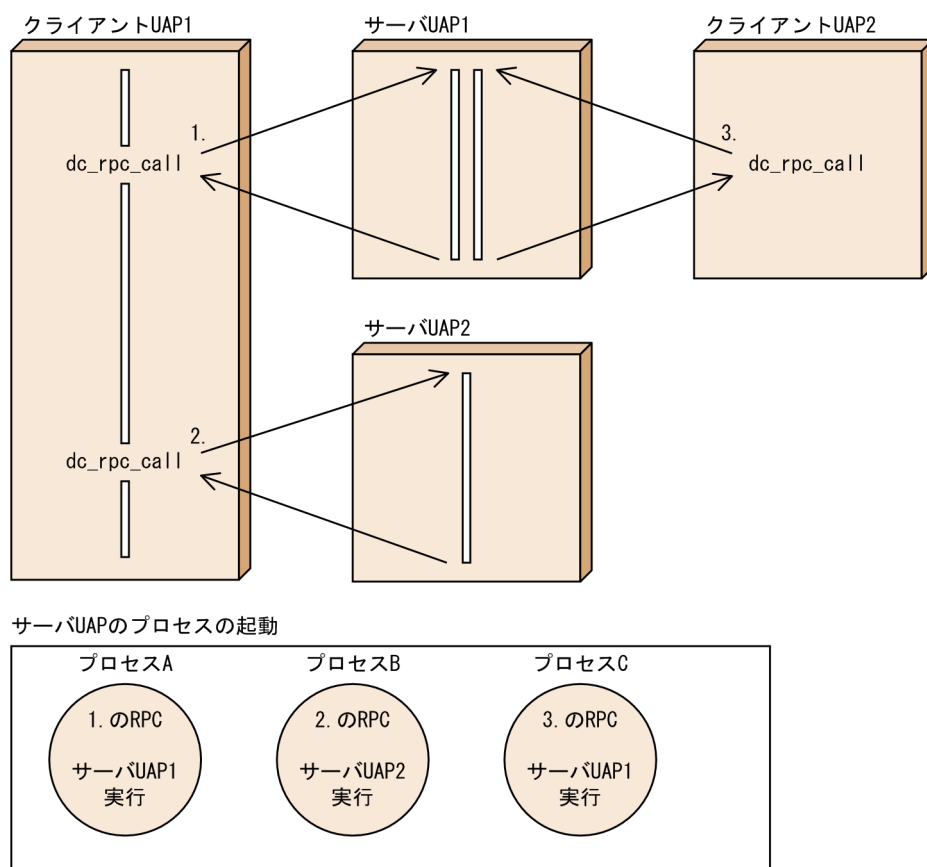 クライアントUAP1
サーバUAP1
クライアントUAP2
1.
dc_rpc_call
3.
dc_rpc_call
サーバUAP2
2.
dc_rpc_call
サーバUAPのプロセスの起動
プロセスA
プロセスB
プロセスC
1. のRPC
サーバUAP1
実行
2. のRPC
サーバUAP2
実行
3. のRPC
サーバUAP1
実行